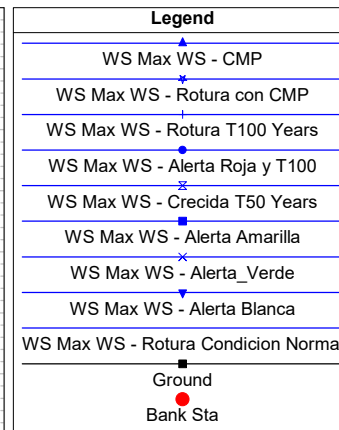 Legend
WS Max WS - CMP
WS Max WS - Rotura con CMP
WS Max WS - Rotura T100 Years
WS Max WS - Alerta Roja y T100
WS Max WS - Crecida T50 Years
WS Max WS - Alerta Amarilla
WS Max WS - Alerta_Verde
WS Max WS - Alerta Blanca
WS Max WS - Rotura Condicion Norma
Ground
Bank Sta